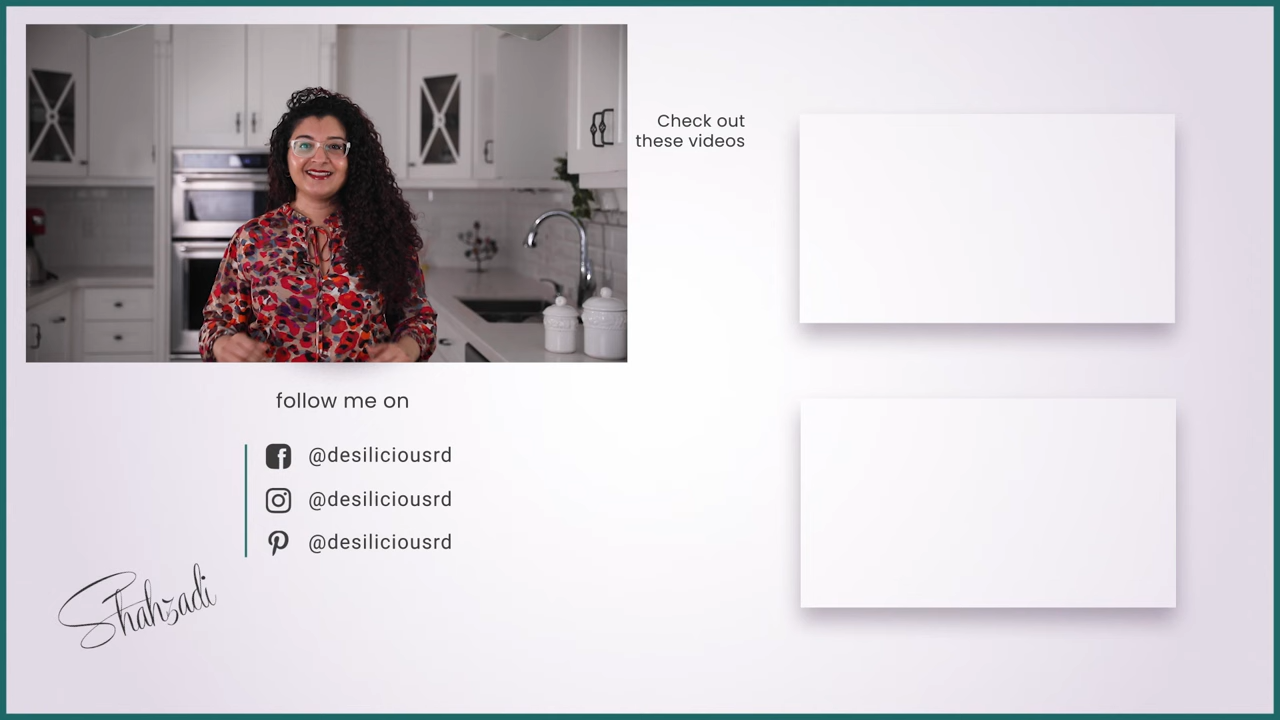 Check out
these videos
follow me on
@desiliciousrd
@desiliciousrd
@desiliciousrd
Shahzadi